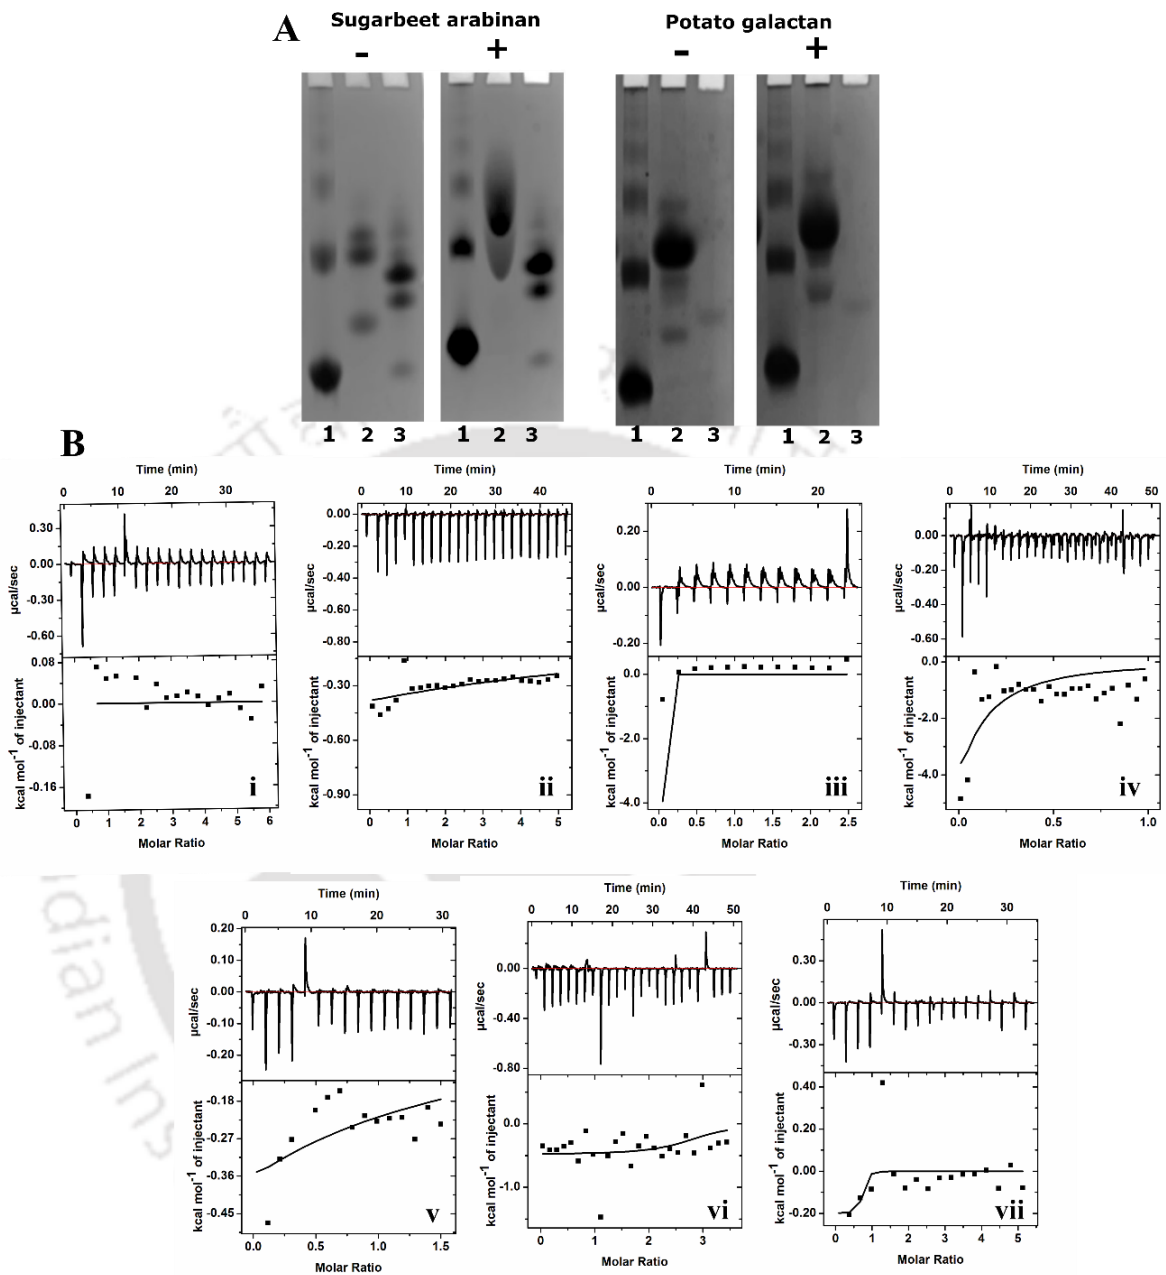 A
Sugarbeet arabinan
Potato galactan
- + - +
1 2 3 1 2 3 1 2 3 1 2 3
B
Time (min) Time (min) Time (min) Time (min)
0 10 20 30 0 10 20 30 40 0 10 20 0 10 20 30 40 50
µcal/sec 0.30 0.00 -0.30 -0.60
kcal mol⁻¹ of injectant 0.08 0.00 -0.08 -0.16
i
0 1 2 3 4 5 6
Molar Ratio
µcal/sec 0.00 -0.20 -0.40 -0.60 -0.80
kcal mol⁻¹ of injectant -0.30 -0.60 -0.90
ii
0 1 2 3 4 5
Molar Ratio
µcal/sec 0.20 0.00 -0.20
kcal mol⁻¹ of injectant 0.0 -2.0 -4.0
iii
0.0 0.5 1.0 1.5 2.0 2.5
Molar Ratio
µcal/sec 0.00 -0.20 -0.40 -0.60
kcal mol⁻¹ of injectant 0.0 -2.0 -4.0
iv
0.0 0.5 1.0
Molar Ratio
ndian Ins
Time (min) Time (min) Time (min)
0 10 20 30 0 10 20 30 40 50 0 10 20 30
µcal/sec 0.20 0.00 -0.10 -0.20
kcal mol⁻¹ of injectant -0.18 -0.27 -0.36 -0.45
v
0.0 0.5 1.0 1.5
Molar Ratio
µcal/sec 0.00 -0.40 -0.80
kcal mol⁻¹ of injectant 0.0 -1.0
vi
0 1 2 3
Molar Ratio
µcal/sec 0.30 0.00 -0.30
kcal mol⁻¹ of injectant 0.40 0.20 0.00 -0.20
vii
0 1 2 3 4 5
Molar Ratio